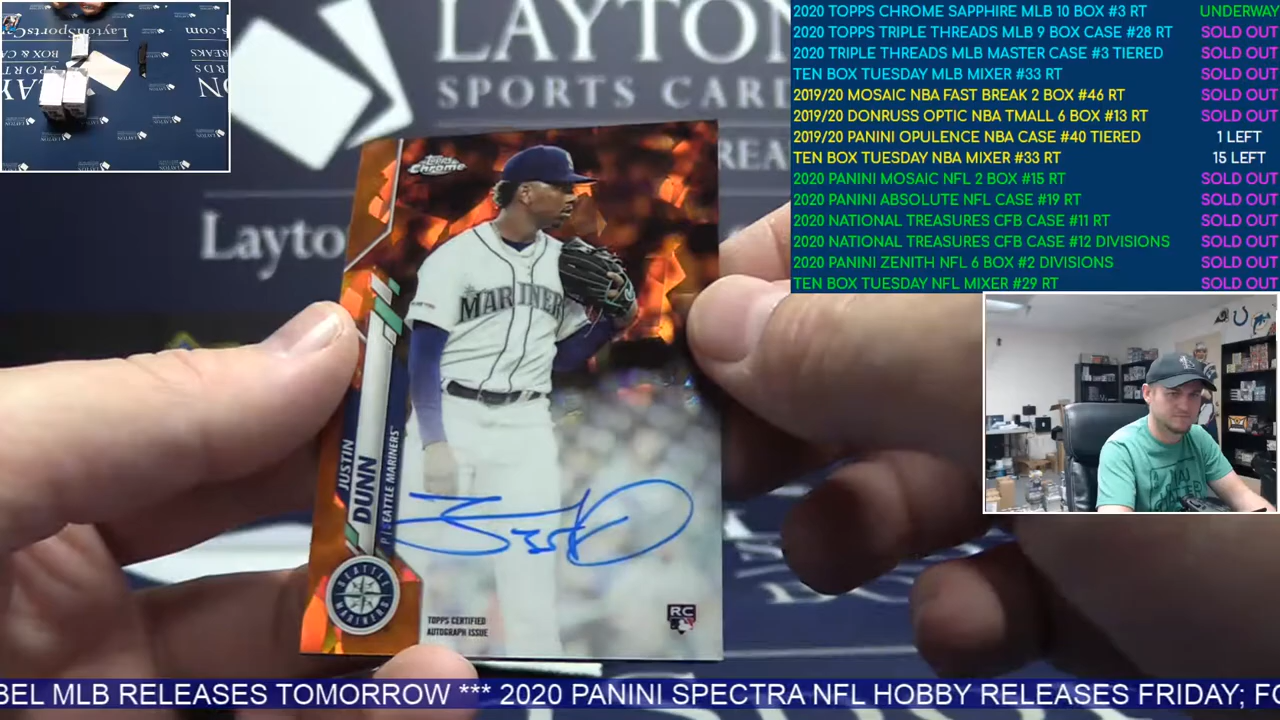 LAYTON
SPORTS CARD
REA
Layto
2020 TOPPS CHROME SAPPHIRE MLB 10 BOX #3 RT UNDERWAY
2020 TOPPS TRIPLE THREADS MLB 9 BOX CASE #28 RT SOLD OUT
2020 TRIPLE THREADS MLB MASTER CASE #3 TIERED SOLD OUT
TEN BOX TUESDAY MLB MIXER #33 RT SOLD OUT
2019/20 MOSAIC NBA FAST BREAK 2 BOX #46 RT SOLD OUT
2019/20 DONRUSS OPTIC NBA TMALL 6 BOX #13 RT SOLD OUT
2019/20 PANINI OPULENCE NBA CASE #40 TIERED 1 LEFT
TEN BOX TUESDAY NBA MIXER #33 RT 15 LEFT
2020 PANINI MOSAIC NFL 2 BOX #15 RT SOLD OUT
2020 PANINI ABSOLUTE NFL CASE #19 RT SOLD OUT
2020 NATIONAL TREASURES CFB CASE #11 RT SOLD OUT
2020 NATIONAL TREASURES CFB CASE #12 DIVISIONS SOLD OUT
2020 PANINI ZENITH NFL 6 BOX #2 DIVISIONS SOLD OUT
TEN BOX TUESDAY NFL MIXER #29 RT SOLD OUT
Topps
Chrome
MARINER
JUSTIN
DUNN
P | SEATTLE MARINERS™
SEATTLE
MARINERS
TOPPS CERTIFIED
AUTOGRAPH ISSUE
RC
BEL MLB RELEASES TOMORROW *** 2020 PANINI SPECTRA NFL HOBBY RELEASES FRIDAY; FO